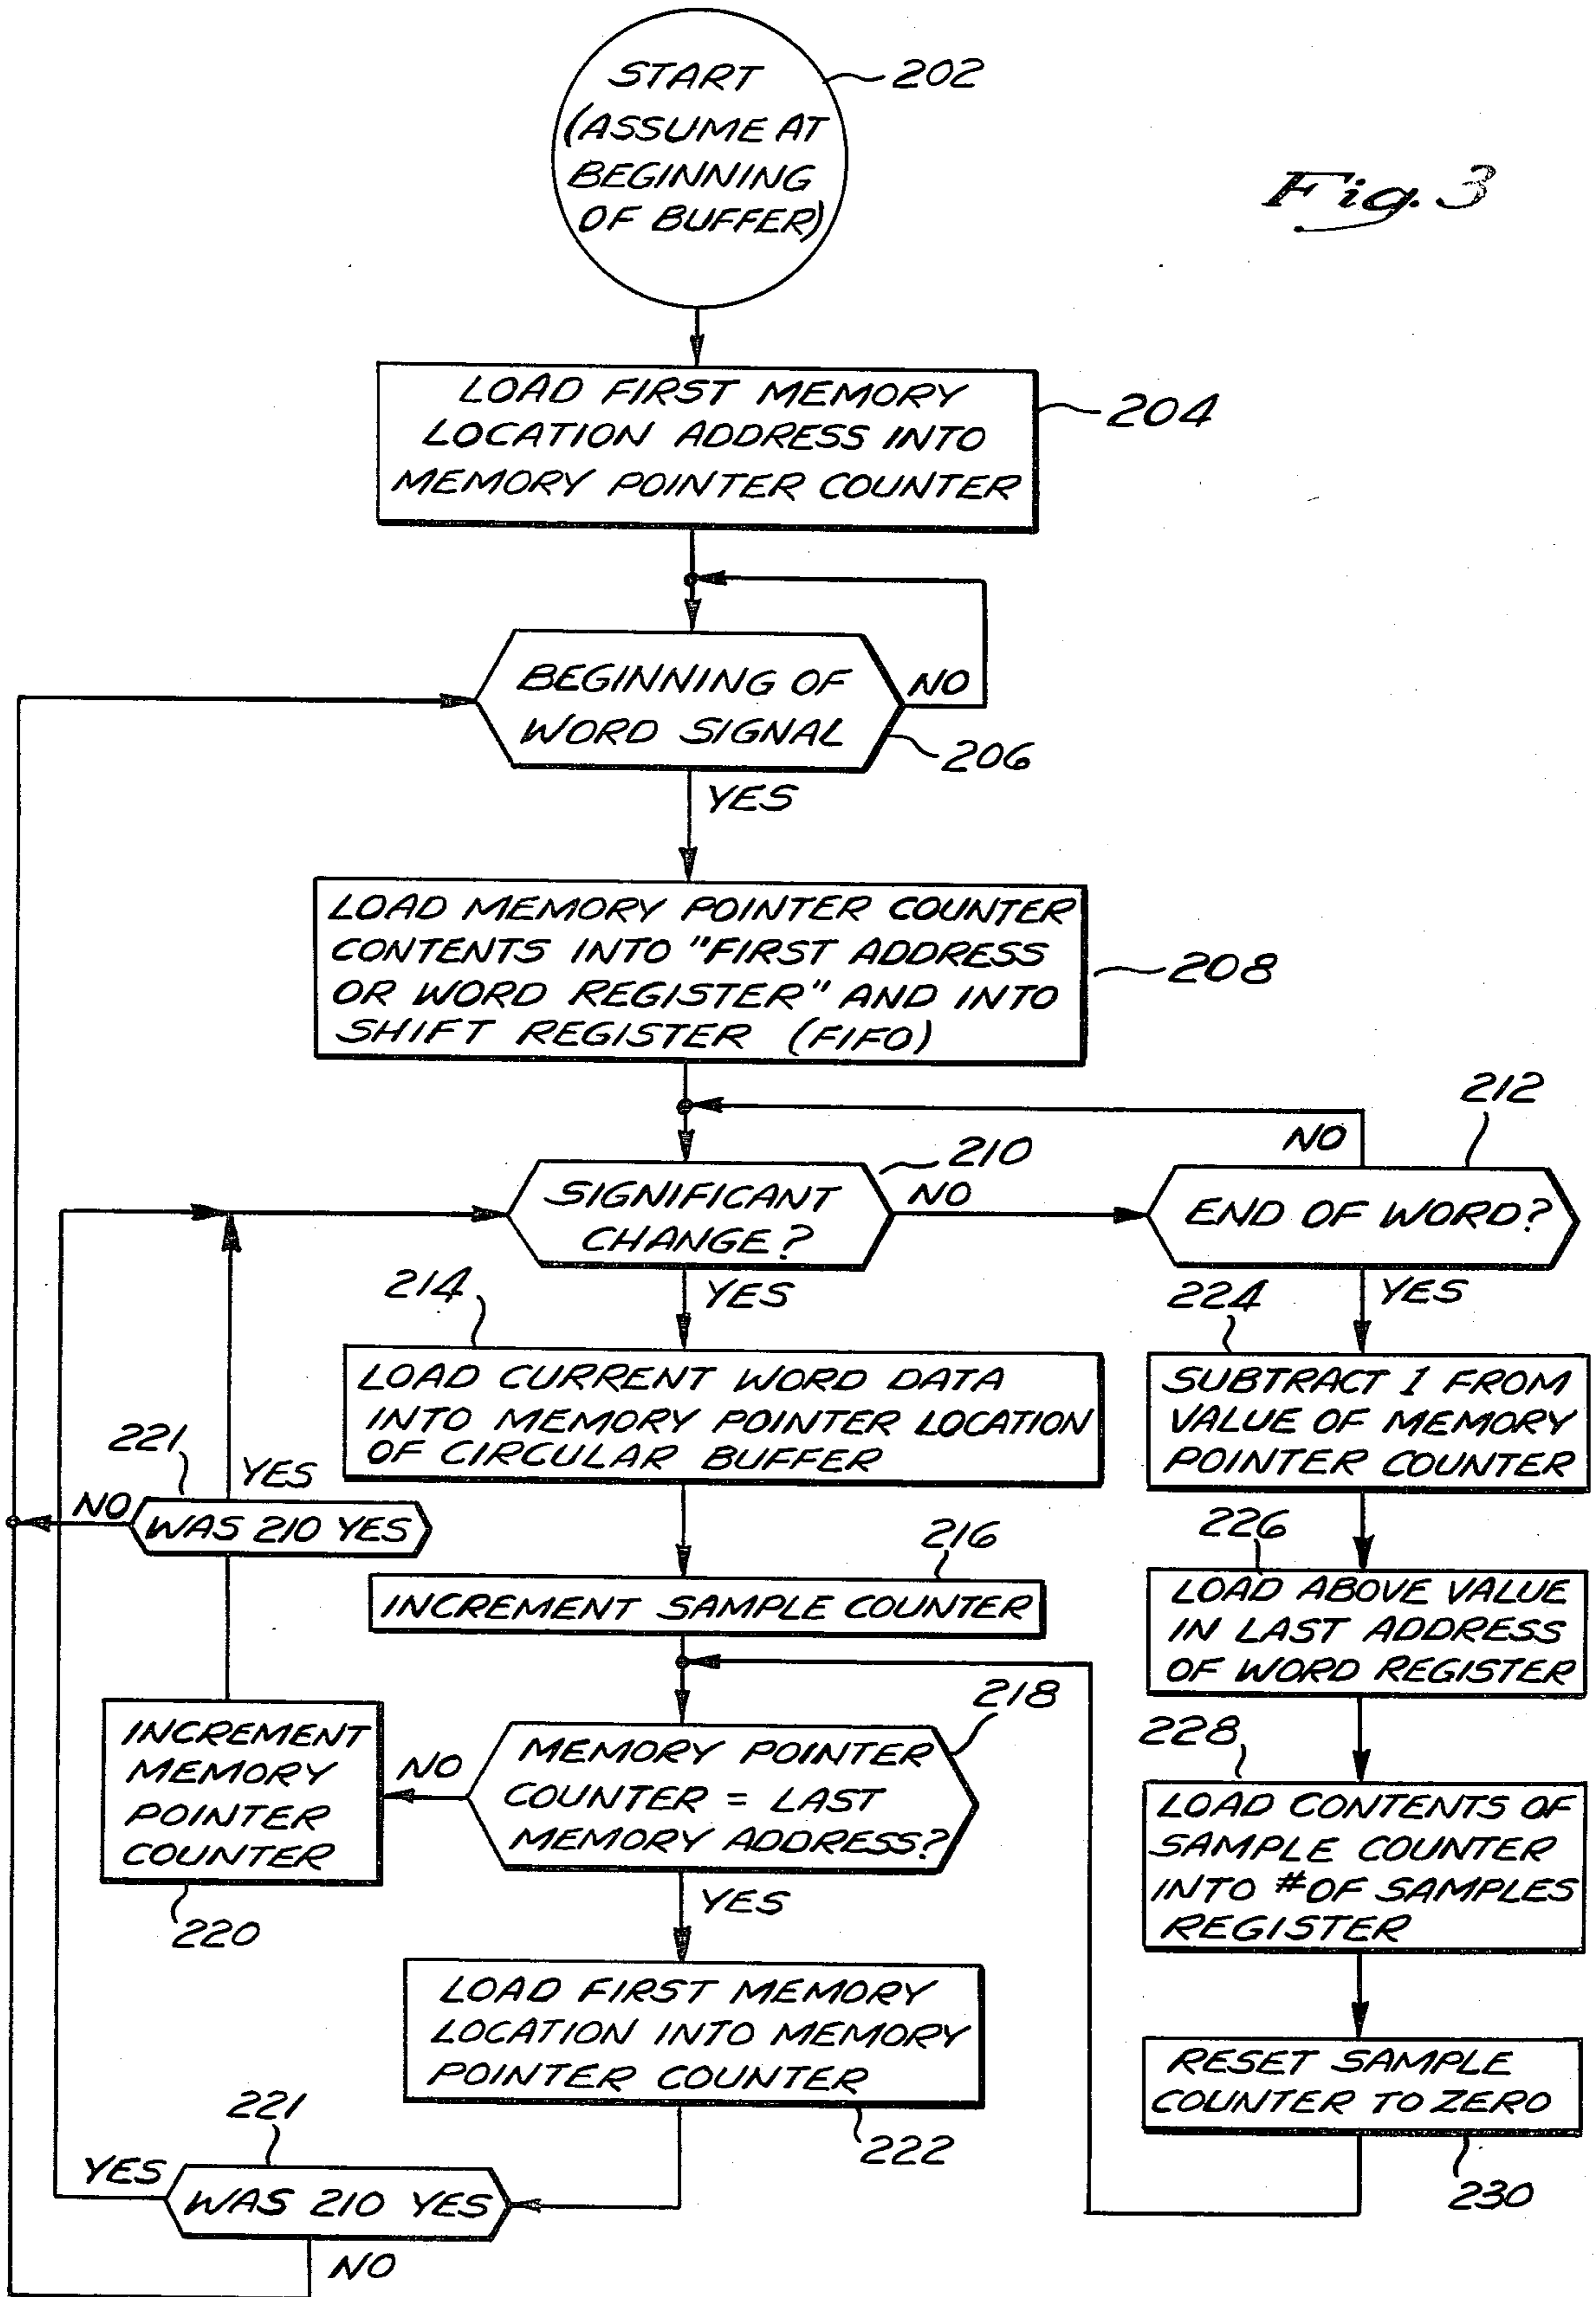 START
(ASSUME AT
BEGINNING
OF BUFFER)
202
Fig. 3
LOAD FIRST MEMORY
LOCATION ADDRESS INTO
MEMORY POINTER COUNTER
204
BEGINNING OF
WORD SIGNAL
NO
206
YES
LOAD MEMORY POINTER COUNTER
CONTENTS INTO "FIRST ADDRESS
OR WORD REGISTER" AND INTO
SHIFT REGISTER (FIFO)
208
SIGNIFICANT
CHANGE?
210
NO
212
NO
END OF WORD?
YES
214
LOAD CURRENT WORD DATA
INTO MEMORY POINTER LOCATION
OF CIRCULAR BUFFER
YES
224
SUBTRACT 1 FROM
VALUE OF MEMORY
POINTER COUNTER
221
YES
NO
WAS 210 YES
216
INCREMENT SAMPLE COUNTER
226
LOAD ABOVE VALUE
IN LAST ADDRESS
OF WORD REGISTER
218
MEMORY POINTER
COUNTER = LAST
MEMORY ADDRESS?
NO
INCREMENT
MEMORY
POINTER
COUNTER
220
YES
228
LOAD CONTENTS OF
SAMPLE COUNTER
INTO # OF SAMPLES
REGISTER
LOAD FIRST MEMORY
LOCATION INTO MEMORY
POINTER COUNTER
222
RESET SAMPLE
COUNTER TO ZERO
230
221
YES
WAS 210 YES
NO